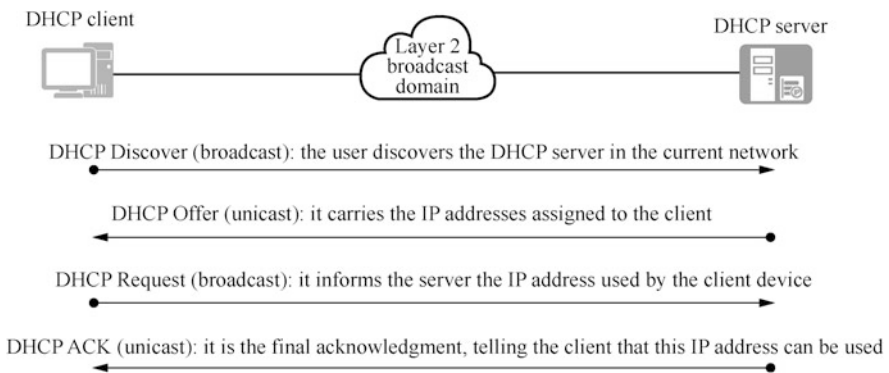 DHCP client
DHCP server
Layer 2
broadcast
domain
DHCP Discover (broadcast): the user discovers the DHCP server in the current network
DHCP Offer (unicast): it carries the IP addresses assigned to the client
DHCP Request (broadcast): it informs the server the IP address used by the client device
DHCP ACK (unicast): it is the final acknowledgment, telling the client that this IP address can be used